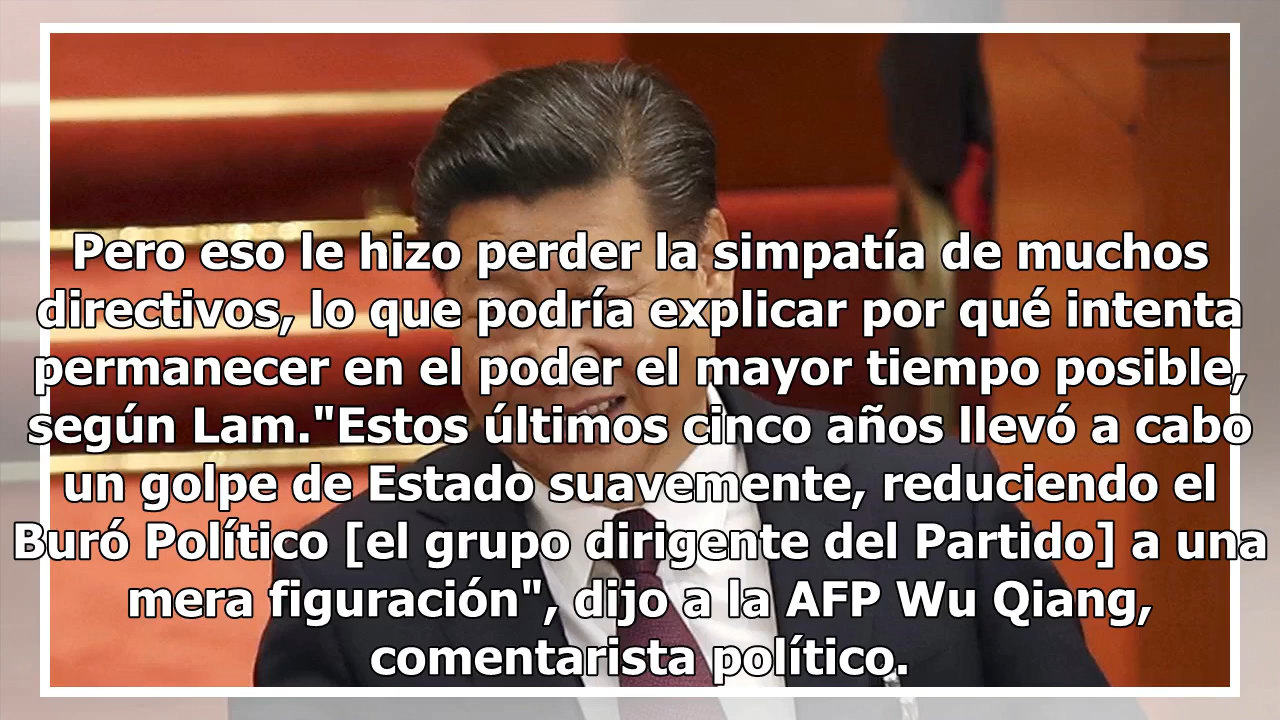 Pero eso le hizo perder la simpatía de muchos
directivos, lo que podría explicar por qué intenta
permanecer en el poder el mayor tiempo posible,
según Lam."Estos últimos cinco años llevó a cabo
un golpe de Estado suavemente, reduciendo el
Buró Político [el grupo dirigente del Partido] a una
mera figuración", dijo a la AFP Wu Qiang,
comentarista político.